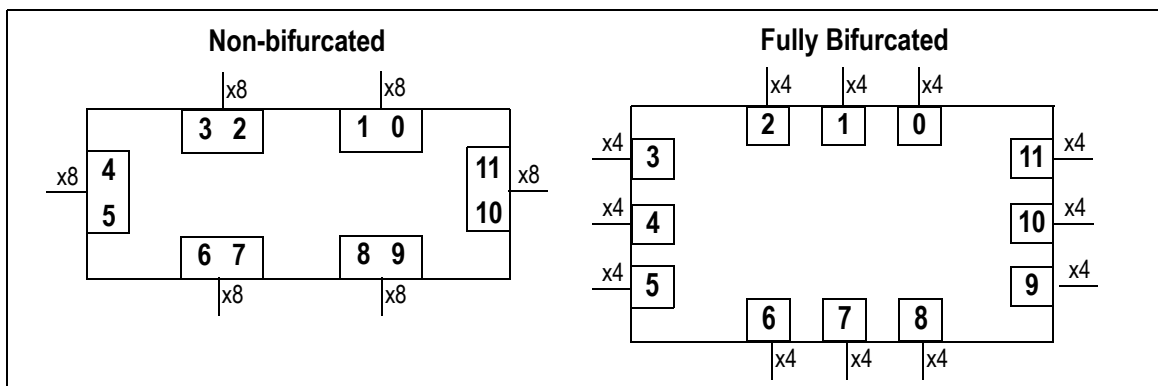 Non-bifurcated
x8 x8
3 2 1 0
x8 4 5
11 10 x8
6 7 8 9
x8 x8
Fully Bifurcated
x4 x4 x4
2 1 0
x4 3 11 x4
x4 4 10 x4
x4 5 9 x4
6 7 8
x4 x4 x4